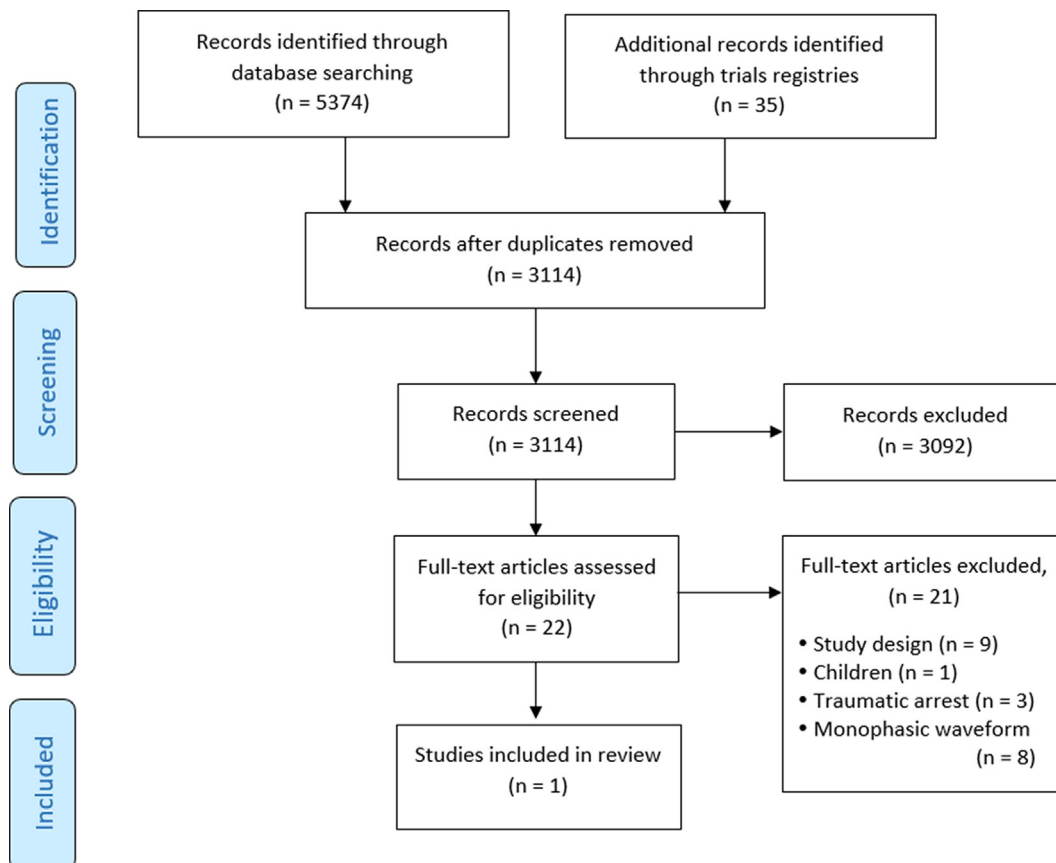 Records identified through
database searching
(n = 5374)
Additional records identified
through trials registries
(n = 35)
Identification
Records after duplicates removed
(n = 3114)
Screening
Records screened
(n = 3114)
Records excluded
(n = 3092)
Eligibility
Full-text articles assessed
for eligibility
(n = 22)
Full-text articles excluded,
(n = 21)
• Study design (n = 9)
• Children (n = 1)
• Traumatic arrest (n = 3)
• Monophasic waveform
(n = 8)
Included
Studies included in review
(n = 1)